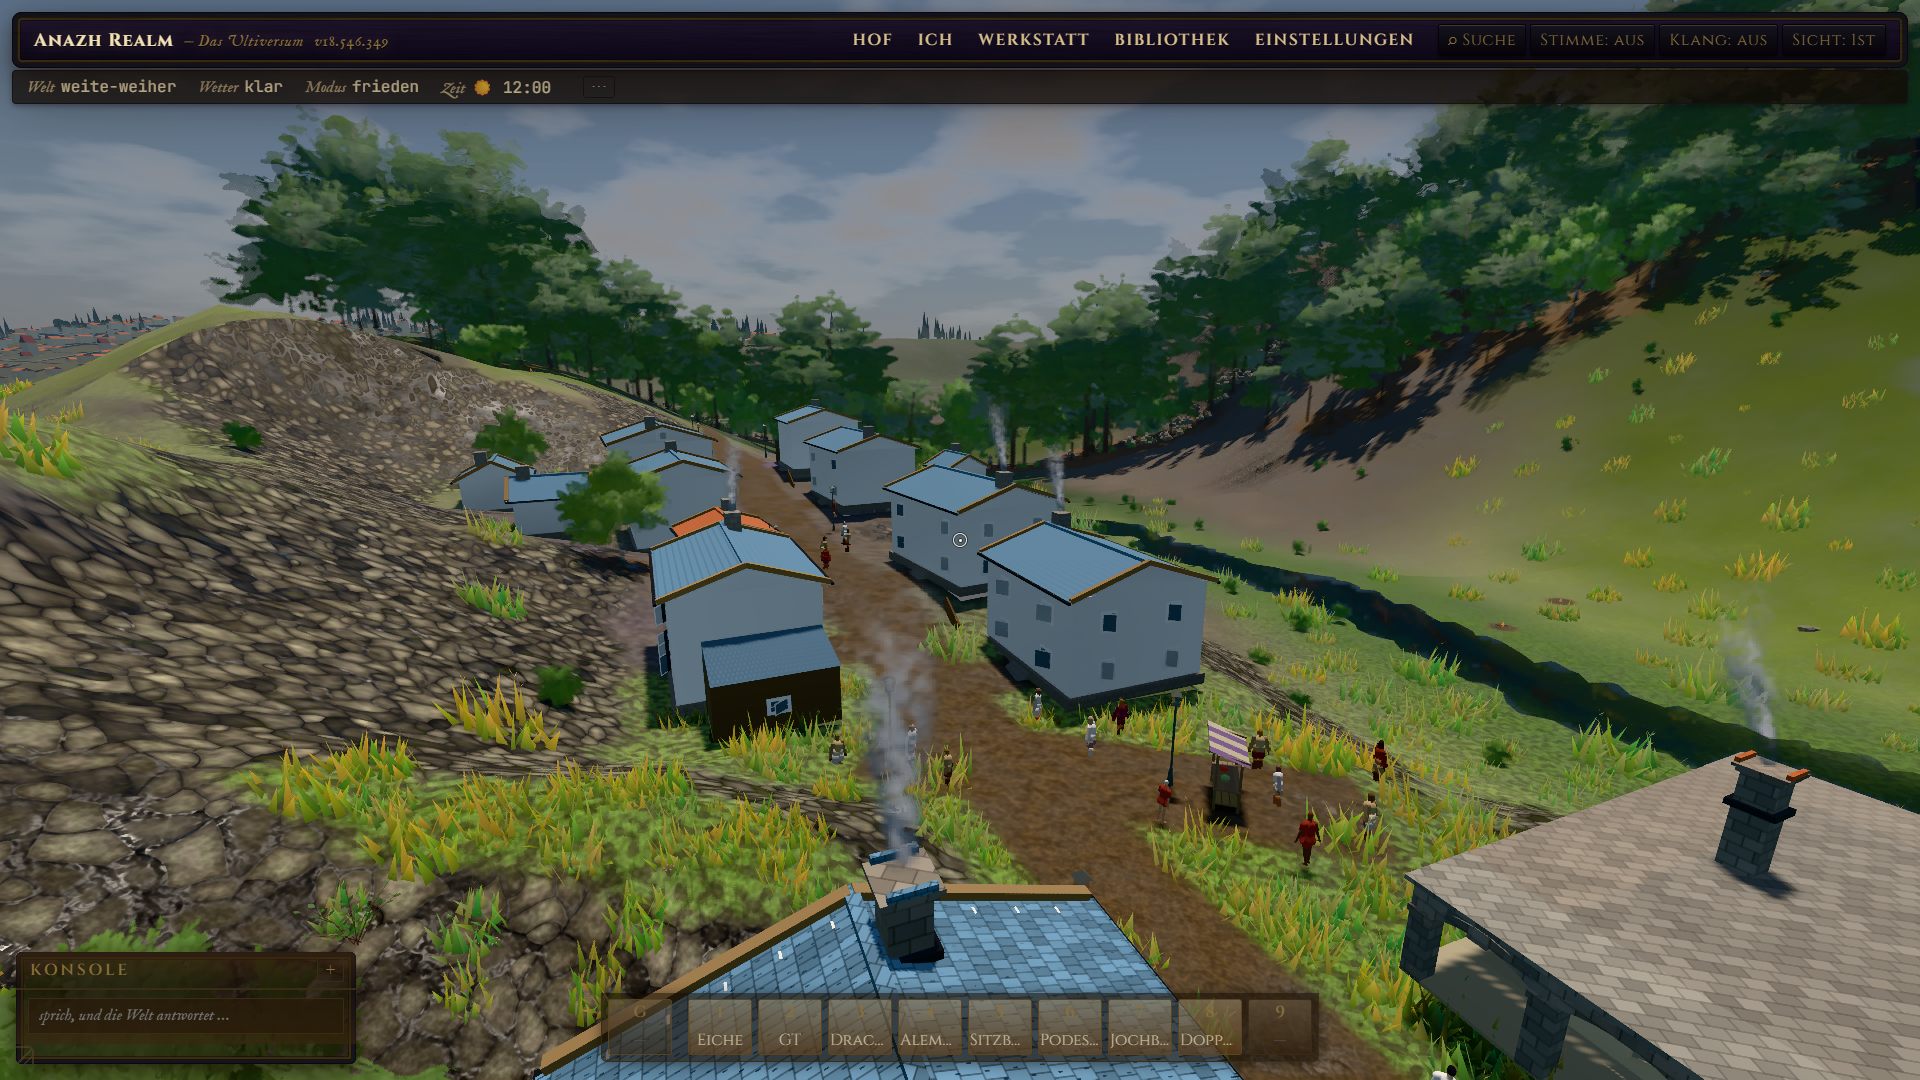 Anazh Realm – Das Ultiversum v18.546.349
HOF ICH WERKSTATT BIBLIOTHEK EINSTELLUNGEN SUCHE STIMME: AUS KLANG: AUS SICHT: IST
Welt weite-weiher Wetter klar Modus frieden Zeit 12:00 ...
KONSOLE +
sprich, und die Welt antwortet ...
G 8 9
EICHE GT DRAC... ALEM... SITZB... PODES... JOCHB... DOPP...